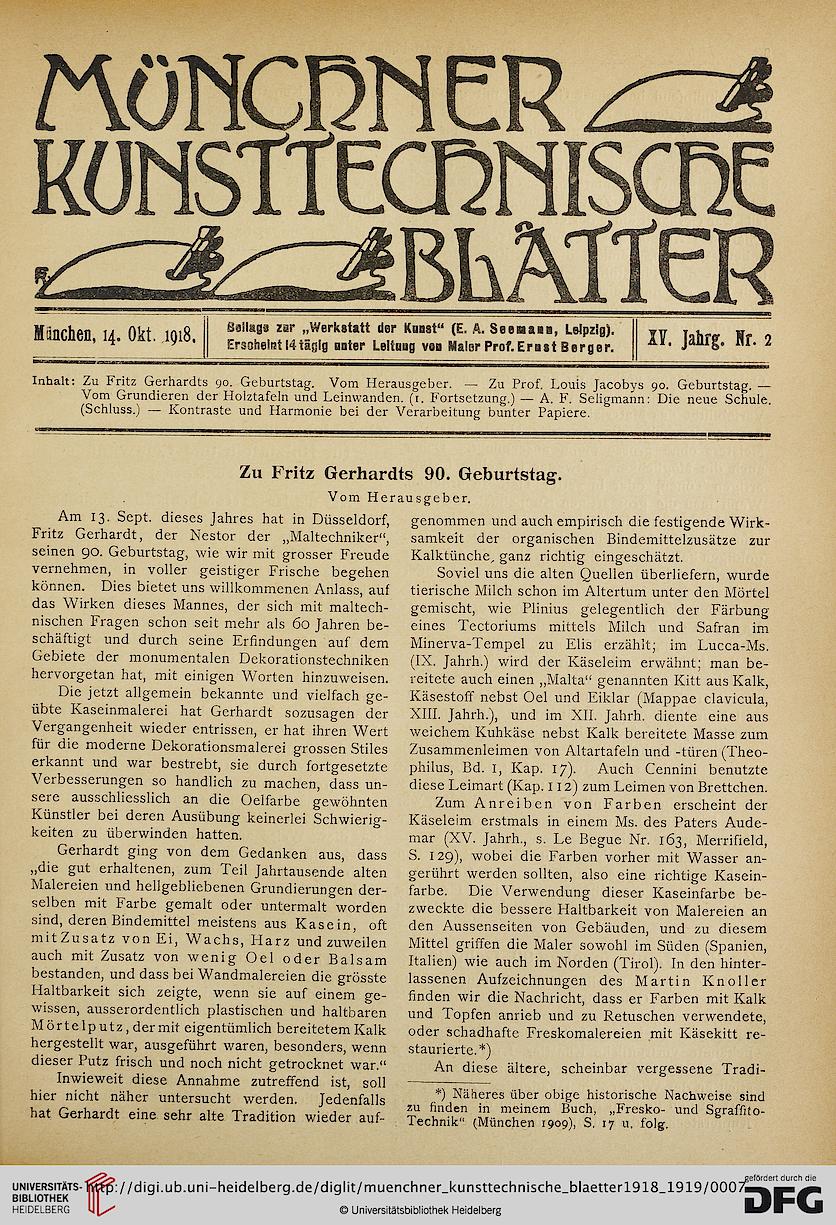 MÜNCHNER
KUNSTTECHNISCHE
BLÄTTER
München, 14. Okt. 1918.
Beilage zur „Werkstatt der Kunst“ (E. A. Seemann, Leipzig).
Erscheint 14 tägig unter Leitung von Maler Prof. Ernst Berger.
XV. Jahrg. Nr. 2
Inhalt: Zu Fritz Gerhardts 90. Geburtstag. Vom Herausgeber. — Zu Prof. Louis Jacobys 90. Geburtstag. —
Vom Grundieren der Holztafeln und Leinwanden. (1. Fortsetzung.) — A. F. Seligmann: Die neue Schule.
(Schluss.) — Kontraste und Harmonie bei der Verarbeitung bunter Papiere.
Zu Fritz Gerhardts 90. Geburtstag.
Vom Herausgeber.
Am 13. Sept. dieses Jahres hat in Düsseldorf,
Fritz Gerhardt, der Nestor der „Maltechniker“,
seinen 90. Geburtstag, wie wir mit grosser Freude
vernehmen, in voller geistiger Frische begehen
können. Dies bietet uns willkommenen Anlass, auf
das Wirken dieses Mannes, der sich mit maltech-
nischen Fragen schon seit mehr als 60 Jahren be-
schäftigt und durch seine Erfindungen auf dem
Gebiete der monumentalen Dekorationstechniken
hervorgetan hat, mit einigen Worten hinzuweisen.
Die jetzt allgemein bekannte und vielfach ge-
übte Kaseinmalerei hat Gerhardt sozusagen der
Vergangenheit wieder entrissen, er hat ihren Wert
für die moderne Dekorationsmalerei grossen Stiles
erkannt und war bestrebt, sie durch fortgesetzte
Verbesserungen so handlich zu machen, dass un-
sere ausschliesslich an die Oelfarbe gewöhnten
Künstler bei deren Ausübung keinerlei Schwierig-
keiten zu überwinden hatten.
Gerhardt ging von dem Gedanken aus, dass
„die gut erhaltenen, zum Teil Jahrtausende alten
Malereien und hellgebliebenen Grundierungen der-
selben mit Farbe gemalt oder untermalt worden
sind, deren Bindemittel meistens aus Kasein, oft
mit Zusatz von Ei, Wachs, Harz und zuweilen
auch mit Zusatz von wenig Oel oder Balsam
bestanden, und dass bei Wandmalereien die grösste
Haltbarkeit sich zeigte, wenn sie auf einem ge-
wissen, ausserordentlich plastischen und haltbaren
Mörtelputz, der mit eigentümlich bereitetem Kalk
hergestellt war, ausgeführt waren, besonders, wenn
dieser Putz frisch und noch nicht getrocknet war.“
Inwieweit diese Annahme zutreffend ist, soll
hier nicht näher untersucht werden. Jedenfalls
hat Gerhardt eine sehr alte Tradition wieder auf-
genommen und auch empirisch die festigende Wirk-
samkeit der organischen Bindemittelzusätze zur
Kalktünche, ganz richtig eingeschätzt.
Soviel uns die alten Quellen überliefern, wurde
tierische Milch schon im Altertum unter den Mörtel
gemischt, wie Plinius gelegentlich der Färbung
eines Tectoriums mittels Milch und Safran im
Minerva-Tempel zu Elis erzählt; im Lucca-Ms.
(IX. Jahrh.) wird der Käseleim erwähnt; man be-
reitete auch einen „Malta“ genannten Kitt aus Kalk,
Käsestoff nebst Oel und Eiklar (Mappae clavicula,
XIII. Jahrh.), und im XII. Jahrh. diente eine aus
weichem Kuhkäse nebst Kalk bereitete Masse zum
Zusammenleimen von Altartafeln und -türen (Theo-
philus, Bd. 1, Kap. 17). Auch Cennini benutzte
diese Leimart (Kap. 112) zum Leimen von Brettchen.
Zum Anreiben von Farben erscheint der
Käseleim erstmals in einem Ms. des Paters Aude-
mar (XV. Jahrh., s. Le Begue Nr. 163, Merrifield,
S. 129), wobei die Farben vorher mit Wasser an-
gerührt werden sollten, also eine richtige Kasein-
farbe. Die Verwendung dieser Kaseinfarbe be-
zweckte die bessere Haltbarkeit von Malereien an
den Aussenseiten von Gebäuden, und zu diesem
Mittel griffen die Maler sowohl im Süden (Spanien,
Italien) wie auch im Norden (Tirol). In den hinter-
lassenen Aufzeichnungen des Martin Knoller
finden wir die Nachricht, dass er Farben mit Kalk
und Topfen anrieb und zu Retuschen verwendete,
oder schadhafte Freskomalereien mit Käsekitt re-
staurierte.*)
An diese ältere, scheinbar vergessene Tradi-
*) Näheres über obige historische Nachweise sind
zu finden in meinem Buch, „Fresko- und Sgraffito-
Technik“ (München 1909), S. 17 u. folg.
UNIVERSITÄTS-
BIBLIOTHEK
HEIDELBERG
http://digi.ub.uni-heidelberg.de/diglit/muenchner_kunsttechnische_blaetter1918_1919/0007
© Universitätsbibliothek Heidelberg
gefördert durch die
DFG